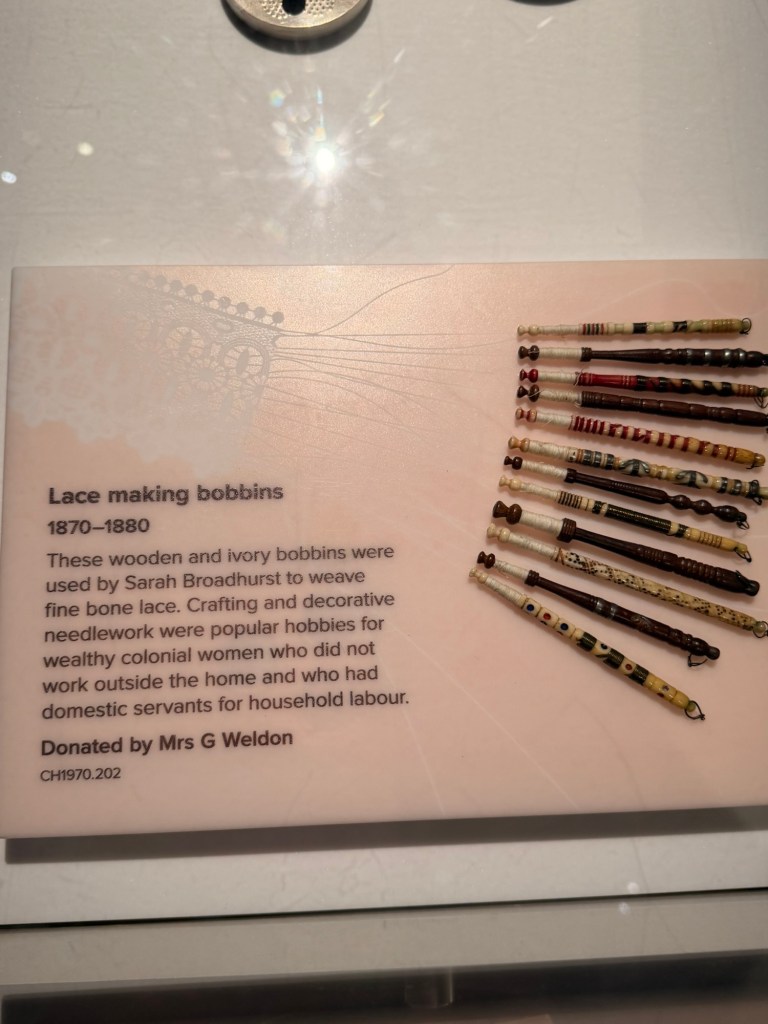 Lace making bobbins
1870–1880
These wooden and ivory bobbins were
used by Sarah Broadhurst to weave
fine bone lace. Crafting and decorative
needlework were popular hobbies for
wealthy colonial women who did not
work outside the home and who had
domestic servants for household labour.
Donated by Mrs G Weldon
CH1970.202